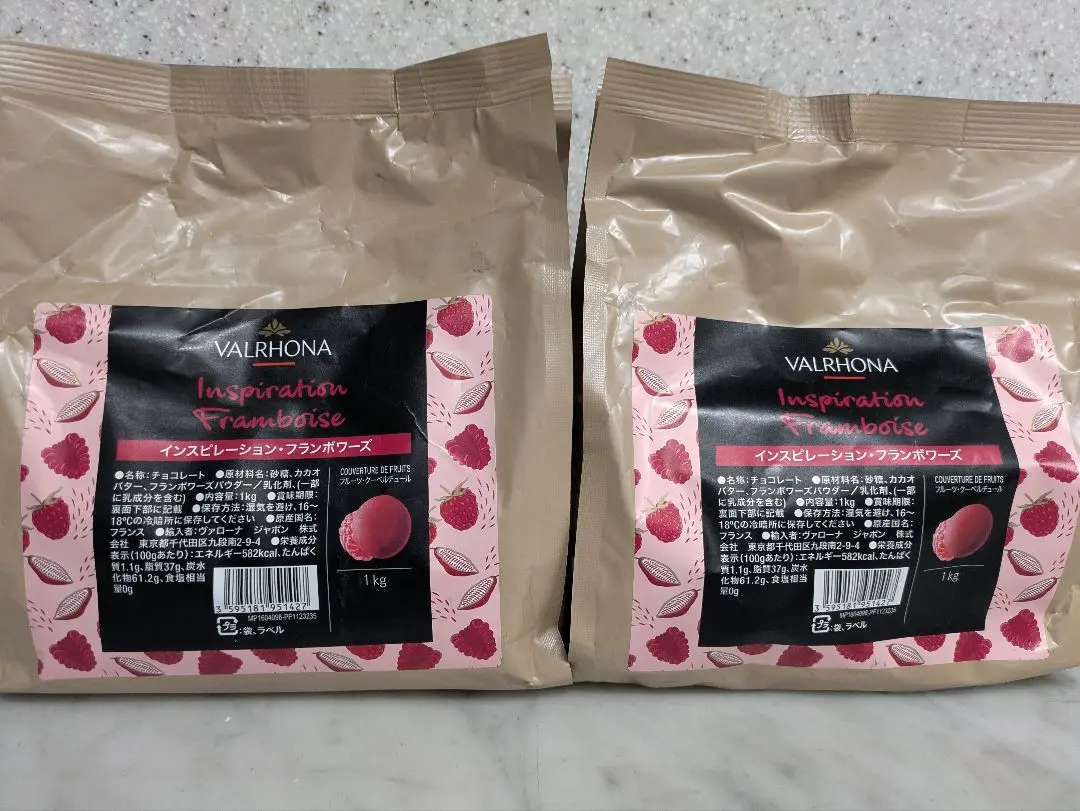 VALRHONA
Inspiration
Framboise
インスピレーション・フランボワーズ
●名称:チョコレート ●原材料名:砂糖、カカオ
バター、フランボワーズパウダー/乳化剤、(一部
に乳成分を含む) ●内容量:1kg ●賞味期限:
裏面下部に記載 ●保存方法:湿気を避け、16~
18℃の冷暗所に保存してください ●原産国名:
フランス ●輸入者:ヴァローナ ジャポン 株式
会社 東京都千代田区九段南2-9-4 ●栄養成分
表示(100gあたり):エネルギー582kcal、たんぱく
質1.1g、脂質37g、炭水
化物61.2g、食塩相当
量0g
COUVERTURE DE FRUITS
フルーツ・クーベルチュール
1kg
3 595181 951427
MP1604098-PF1123235
プラ:袋、ラベル
VALRHONA
Inspiration
Framboise
インスピレーション・フランボワーズ
●名称:チョコレート ●原材料名:砂糖、カカオ
バター、フランボワーズパウダー/乳化剤、(一部
に乳成分を含む) ●内容量:1kg ●賞味期限:
裏面下部に記載 ●保存方法:湿気を避け、16~
18℃の冷暗所に保存してください ●原産国名:
フランス ●輸入者:ヴァローナ ジャポン 株式
会社 東京都千代田区九段南2-9-4 ●栄養成分
表示(100gあたり):エネルギー582kcal、たんぱく
質1.1g、脂質37g、炭水
化物61.2g、食塩相当
量0g
COUVERTURE DE FRUITS
フルーツ・クーベルチュール
1kg
3 595181 951427
MP1604098-PF1123235
プラ:袋、ラベル